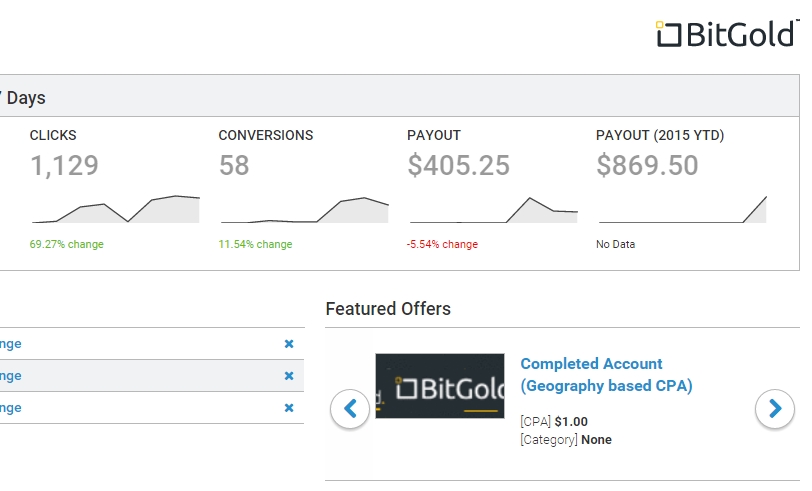 BitGold
7 Days
CLICKS
CONVERSIONS
PAYOUT
PAYOUT (2015 YTD)
1,129
58
$405.25
$869.50
69.27% change
11.54% change
-5.54% change
No Data
Featured Offers
nge
nge
nge
BitGold
Completed Account
(Geography based CPA)
[CPA] $1.00
[Category] None